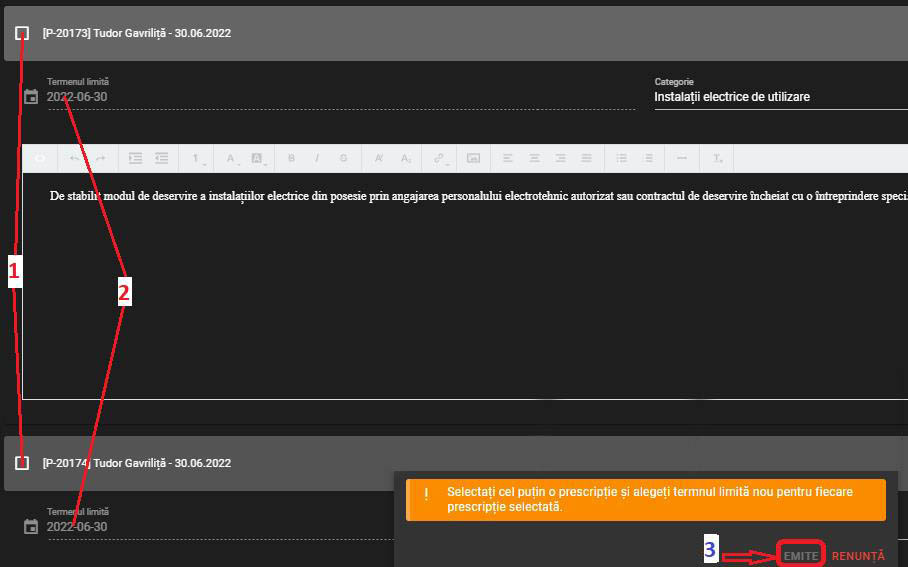 [P-20173] Tudor Gavriliță - 30.06.2022
Termenul limită
2022-06-30
Categorie
Instalații electrice de utilizare
De stabilit modul de deservire a instalațiilor electrice din posesie prin angajarea personalului electrotehnic autorizat sau contractul de deservire încheiat cu o întreprindere speci
1
2
[P-20174] Tudor Gavriliță - 30.06.2022
Termenul limită
2022-06-30
! Selectați cel puțin o prescripție și alegeți termnul limită nou pentru fiecare
prescripție selectată.
3
EMITE RENUNȚĂ